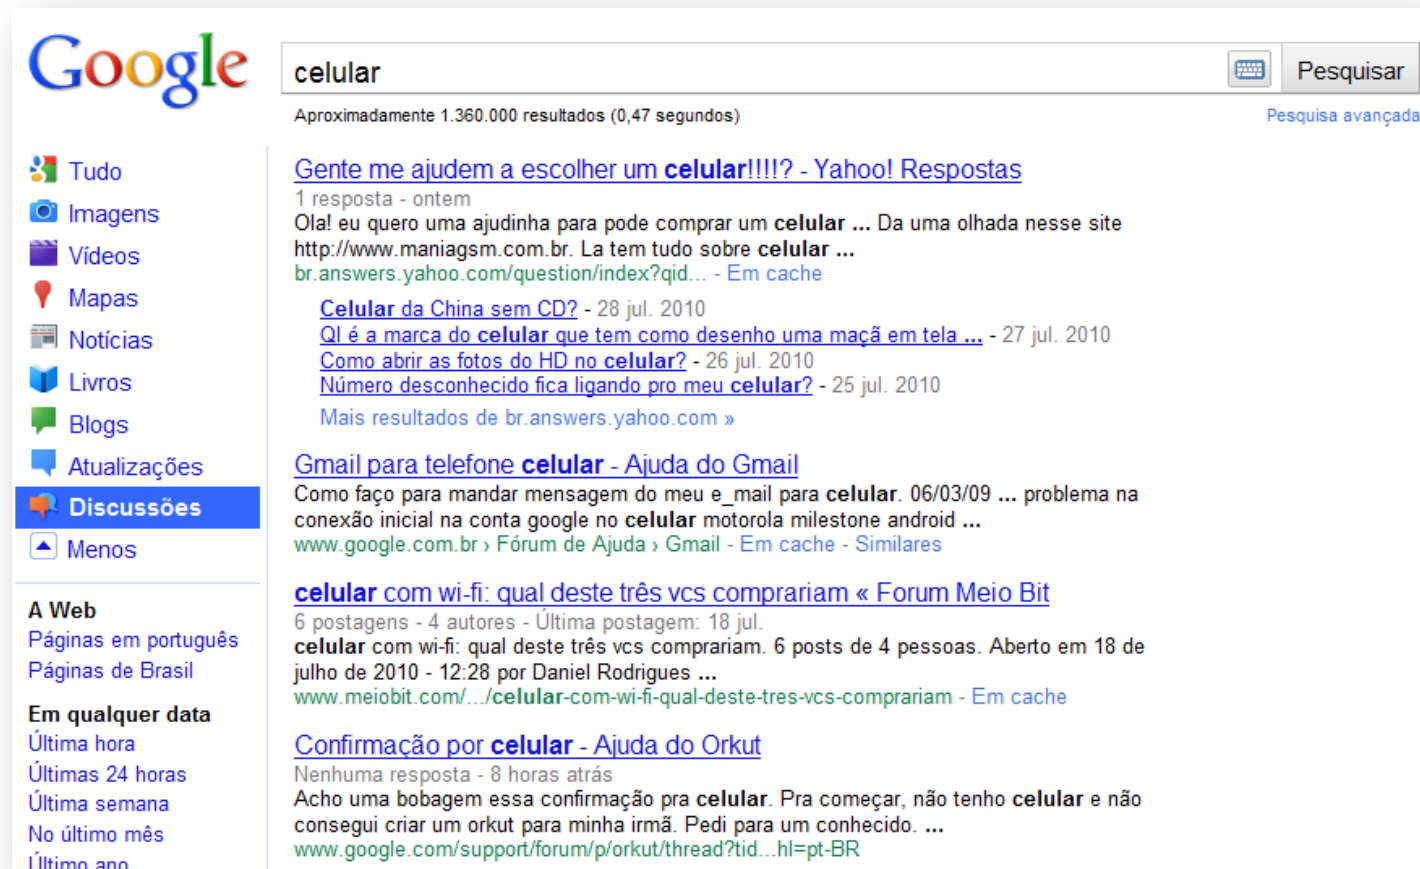 Google
celular
Pesquisar
Aproximadamente 1.360.000 resultados (0,47 segundos)
Pesquisa avançada
Tudo
Imagens
Vídeos
Mapas
Notícias
Livros
Blogs
Atualizações
Discussões
Menos
A Web
Páginas em português
Páginas de Brasil
Em qualquer data
Última hora
Últimas 24 horas
Última semana
No último mês
Último ano
Gente me ajudem a escolher um celular!!!!? - Yahoo! Respostas
1 resposta - ontem
Ola! eu quero uma ajudinha para pode comprar um celular ... Da uma olhada nesse site
http://www.maniagsm.com.br. La tem tudo sobre celular ...
br.answers.yahoo.com/question/index?qid... - Em cache
Celular da China sem CD? - 28 jul. 2010
QI é a marca do celular que tem como desenho uma maçã em tela ... - 27 jul. 2010
Como abrir as fotos do HD no celular? - 26 jul. 2010
Número desconhecido fica ligando pro meu celular? - 25 jul. 2010
Mais resultados de br.answers.yahoo.com »
Gmail para telefone celular - Ajuda do Gmail
Como faço para mandar mensagem do meu e_mail para celular. 06/03/09 ... problema na
conexão inicial na conta google no celular motorola milestone android ...
www.google.com.br › Fórum de Ajuda › Gmail - Em cache - Similares
celular com wi-fi: qual deste três vcs comprariam « Forum Meio Bit
6 postagens - 4 autores - Última postagem: 18 jul.
celular com wi-fi: qual deste três vcs comprariam. 6 posts de 4 pessoas. Aberto em 18 de
julho de 2010 - 12:28 por Daniel Rodrigues ...
www.meiobit.com/.../celular-com-wi-fi-qual-deste-tres-vcs-comprariam - Em cache
Confirmação por celular - Ajuda do Orkut
Nenhuma resposta - 8 horas atrás
Acho uma bobagem essa confirmação pra celular. Pra começar, não tenho celular e não
consegui criar um orkut para minha irmã. Pedi para um conhecido. ...
www.google.com/support/forum/p/orkut/thread?tid...hl=pt-BR